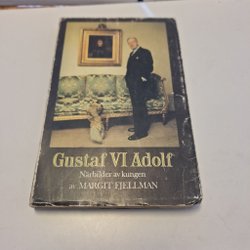 Gustaf VI Adolf
Närbilder av kungen
av MARGIT FJELLMAN